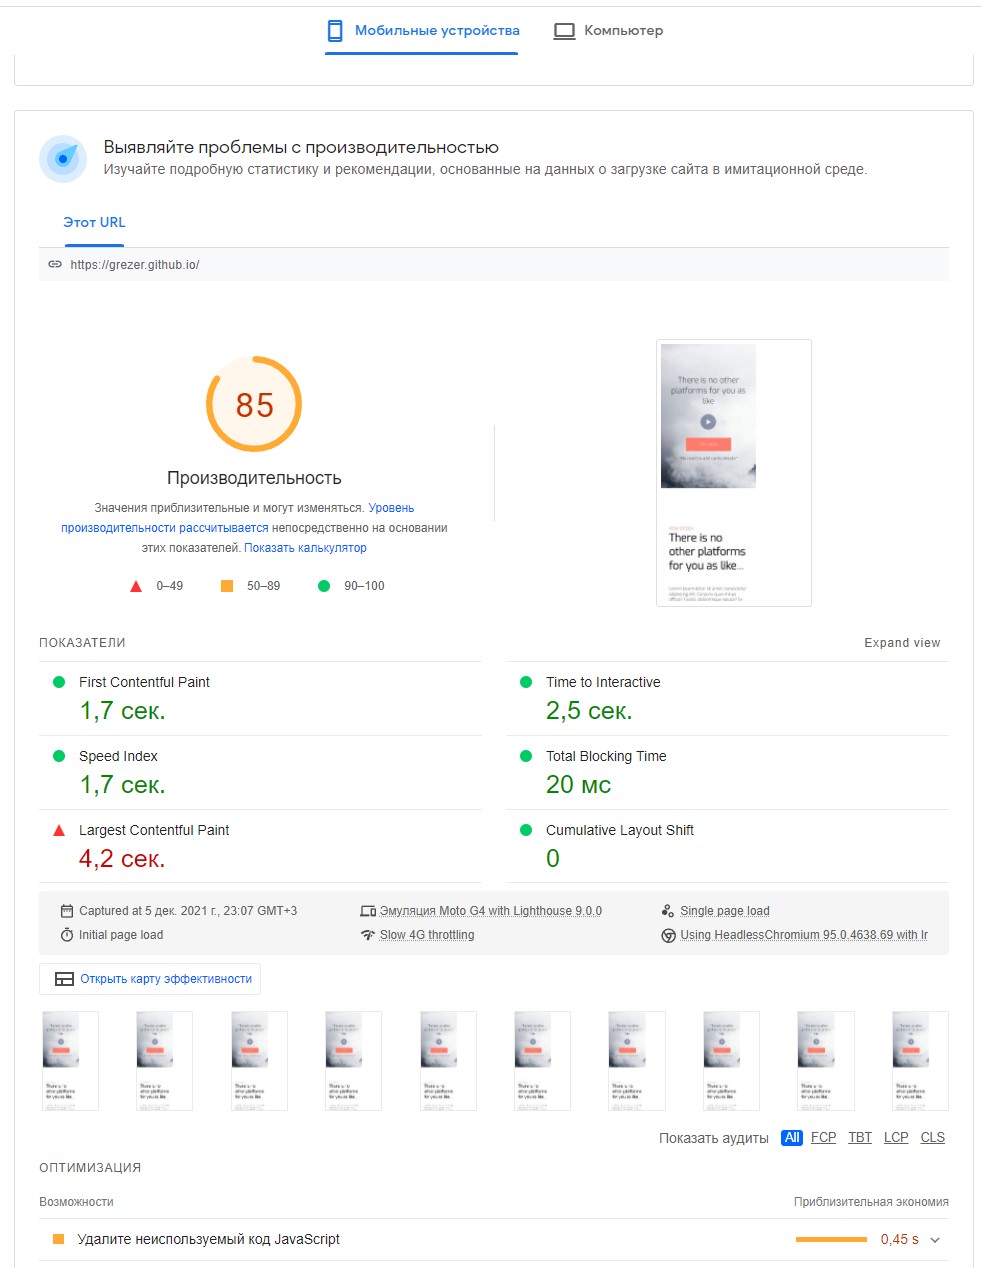 Мобильные устройства
Компьютер
Выявляйте проблемы с производительностью
Изучайте подробную статистику и рекомендации, основанные на данных о загрузке сайта в имитационной среде.
Этот URL
https://grezer.github.io/
85
Производительность
Значения приблизительные и могут изменяться. Уровень
производительности рассчитывается непосредственно на основании
этих показателей. Показать калькулятор
0–49
50–89
90–100
There is no other
platforms for you as
like
There is no
other platforms
for you as like...
ПОКАЗАТЕЛИ
Expand view
First Contentful Paint
1,7 сек.
Time to Interactive
2,5 сек.
Speed Index
1,7 сек.
Total Blocking Time
20 мс
Largest Contentful Paint
4,2 сек.
Cumulative Layout Shift
0
Captured at 5 дек. 2021 г., 23:07 GMT+3
Эмуляция Moto G4 with Lighthouse 9.0.0
Single page load
Initial page load
Slow 4G throttling
Using HeadlessChromium 95.0.4638.69 with lr
Открыть карту эффективности
Показать аудиты
All
FCP
TBT
LCP
CLS
ОПТИМИЗАЦИЯ
Возможности
Приблизительная экономия
Удалите неиспользуемый код JavaScript
0,45 s